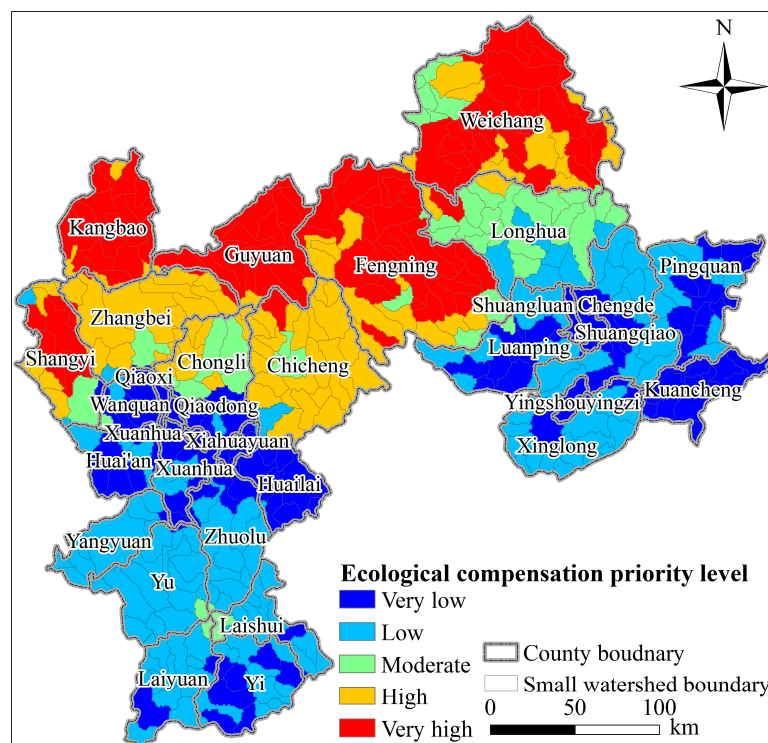 N
Weichang
Kangbao
Longhua
Guyuan
Fengning
Pingquan
Zhangbei
Shuangluan
Chengde
Shuangqiao
Shangyi
Chongli
Chicheng
Luanping
Qiaoxi
Kuancheng
Wanquan
Qiaodong
Yingshouyingzi
Xuanhua
Xiahuayuan
Xinglong
Huai'an
Xuanhua
Huailai
Yangyuan
Zhuolu
Yu
Laishui
Laiyuan
Yi
Ecological compensation priority level
Very low
Low
Moderate
High
Very high
County boudnary
Small watershed boundary
0 50 100
km